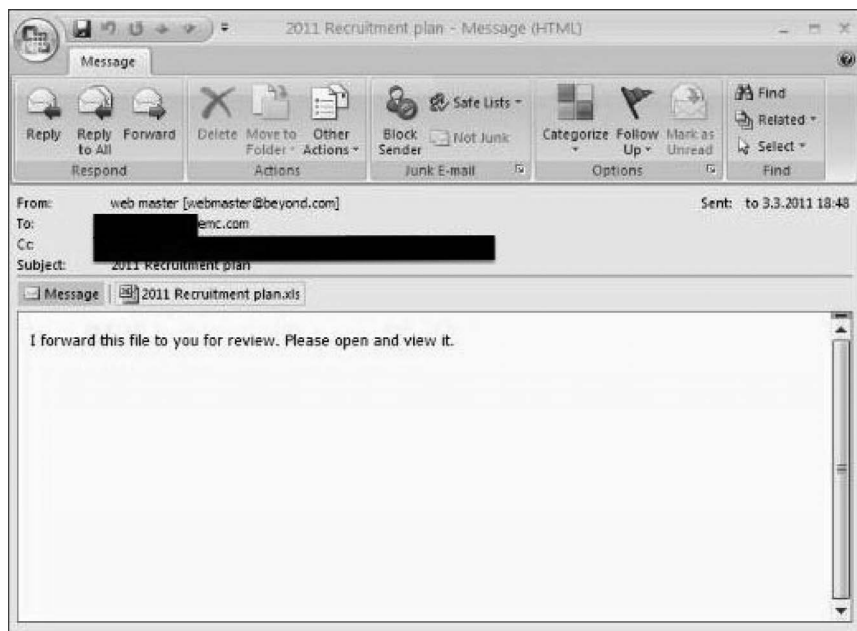 2011 Recruitment plan - Message (HTML)
Message
Reply Reply to All Forward
Delete Move to Folder Other Actions
Block Sender Safe Lists Not Junk
Categorize Follow Up Mark as Unread
Find Related Select
Respond Actions Junk E-mail Options Find
From: web master [webmaster@beyond.com] Sent: to 3.3.2011 18:48
To: emc.com
Cc
Subject: 2011 Recruitment plan
Message 2011 Recruitment plan.xls
I forward this file to you for review. Please open and view it.